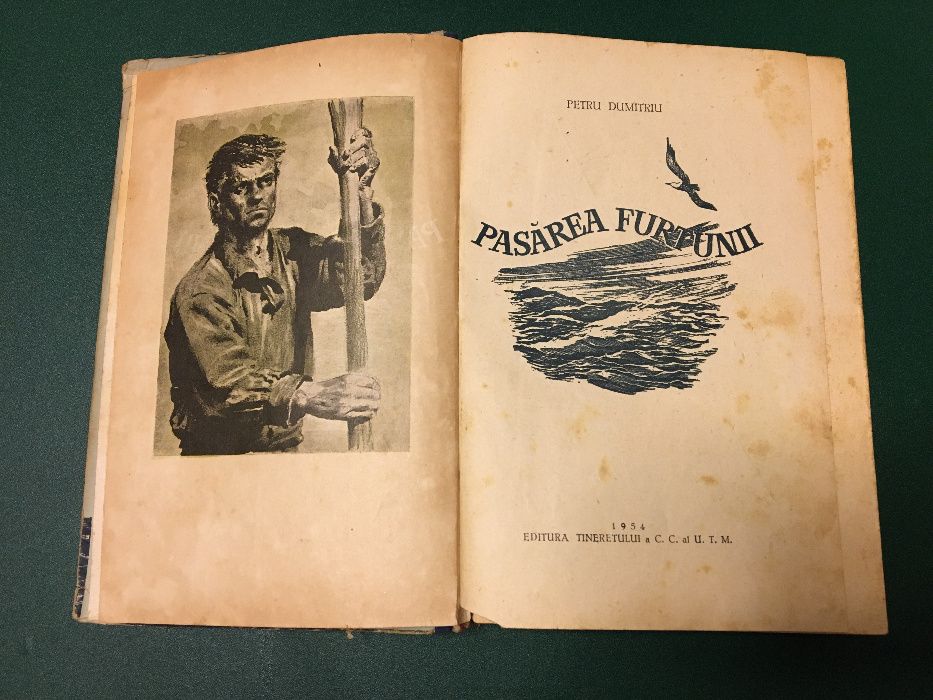 PETRU DUMITRIU
PASĂREA FURTUNII
1954
EDITURA TINERETULUI a C. C. al U. T. M.